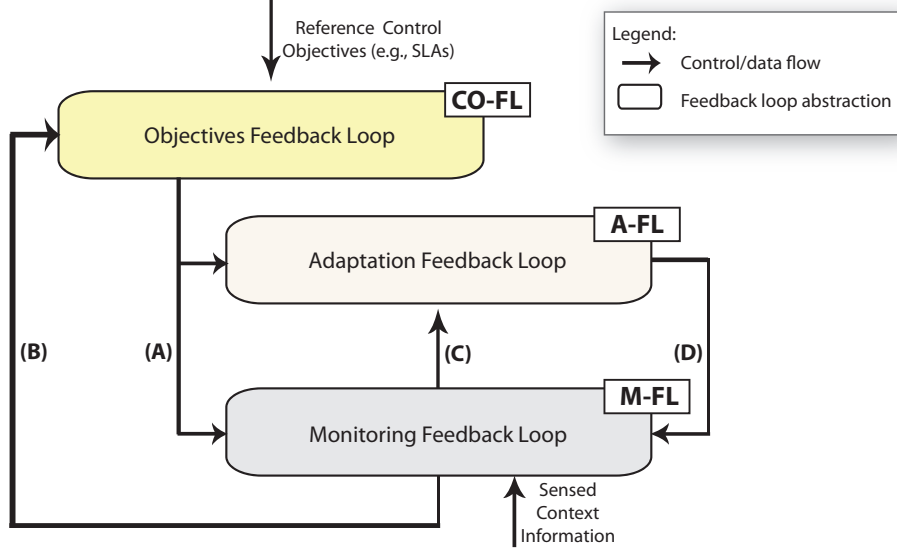 Reference Control
Objectives (e.g., SLAs)
Legend:
Control/data flow
Feedback loop abstraction
CO-FL
Objectives Feedback Loop
A-FL
Adaptation Feedback Loop
(B)
(A)
(C)
(D)
M-FL
Monitoring Feedback Loop
Sensed
Context
Information